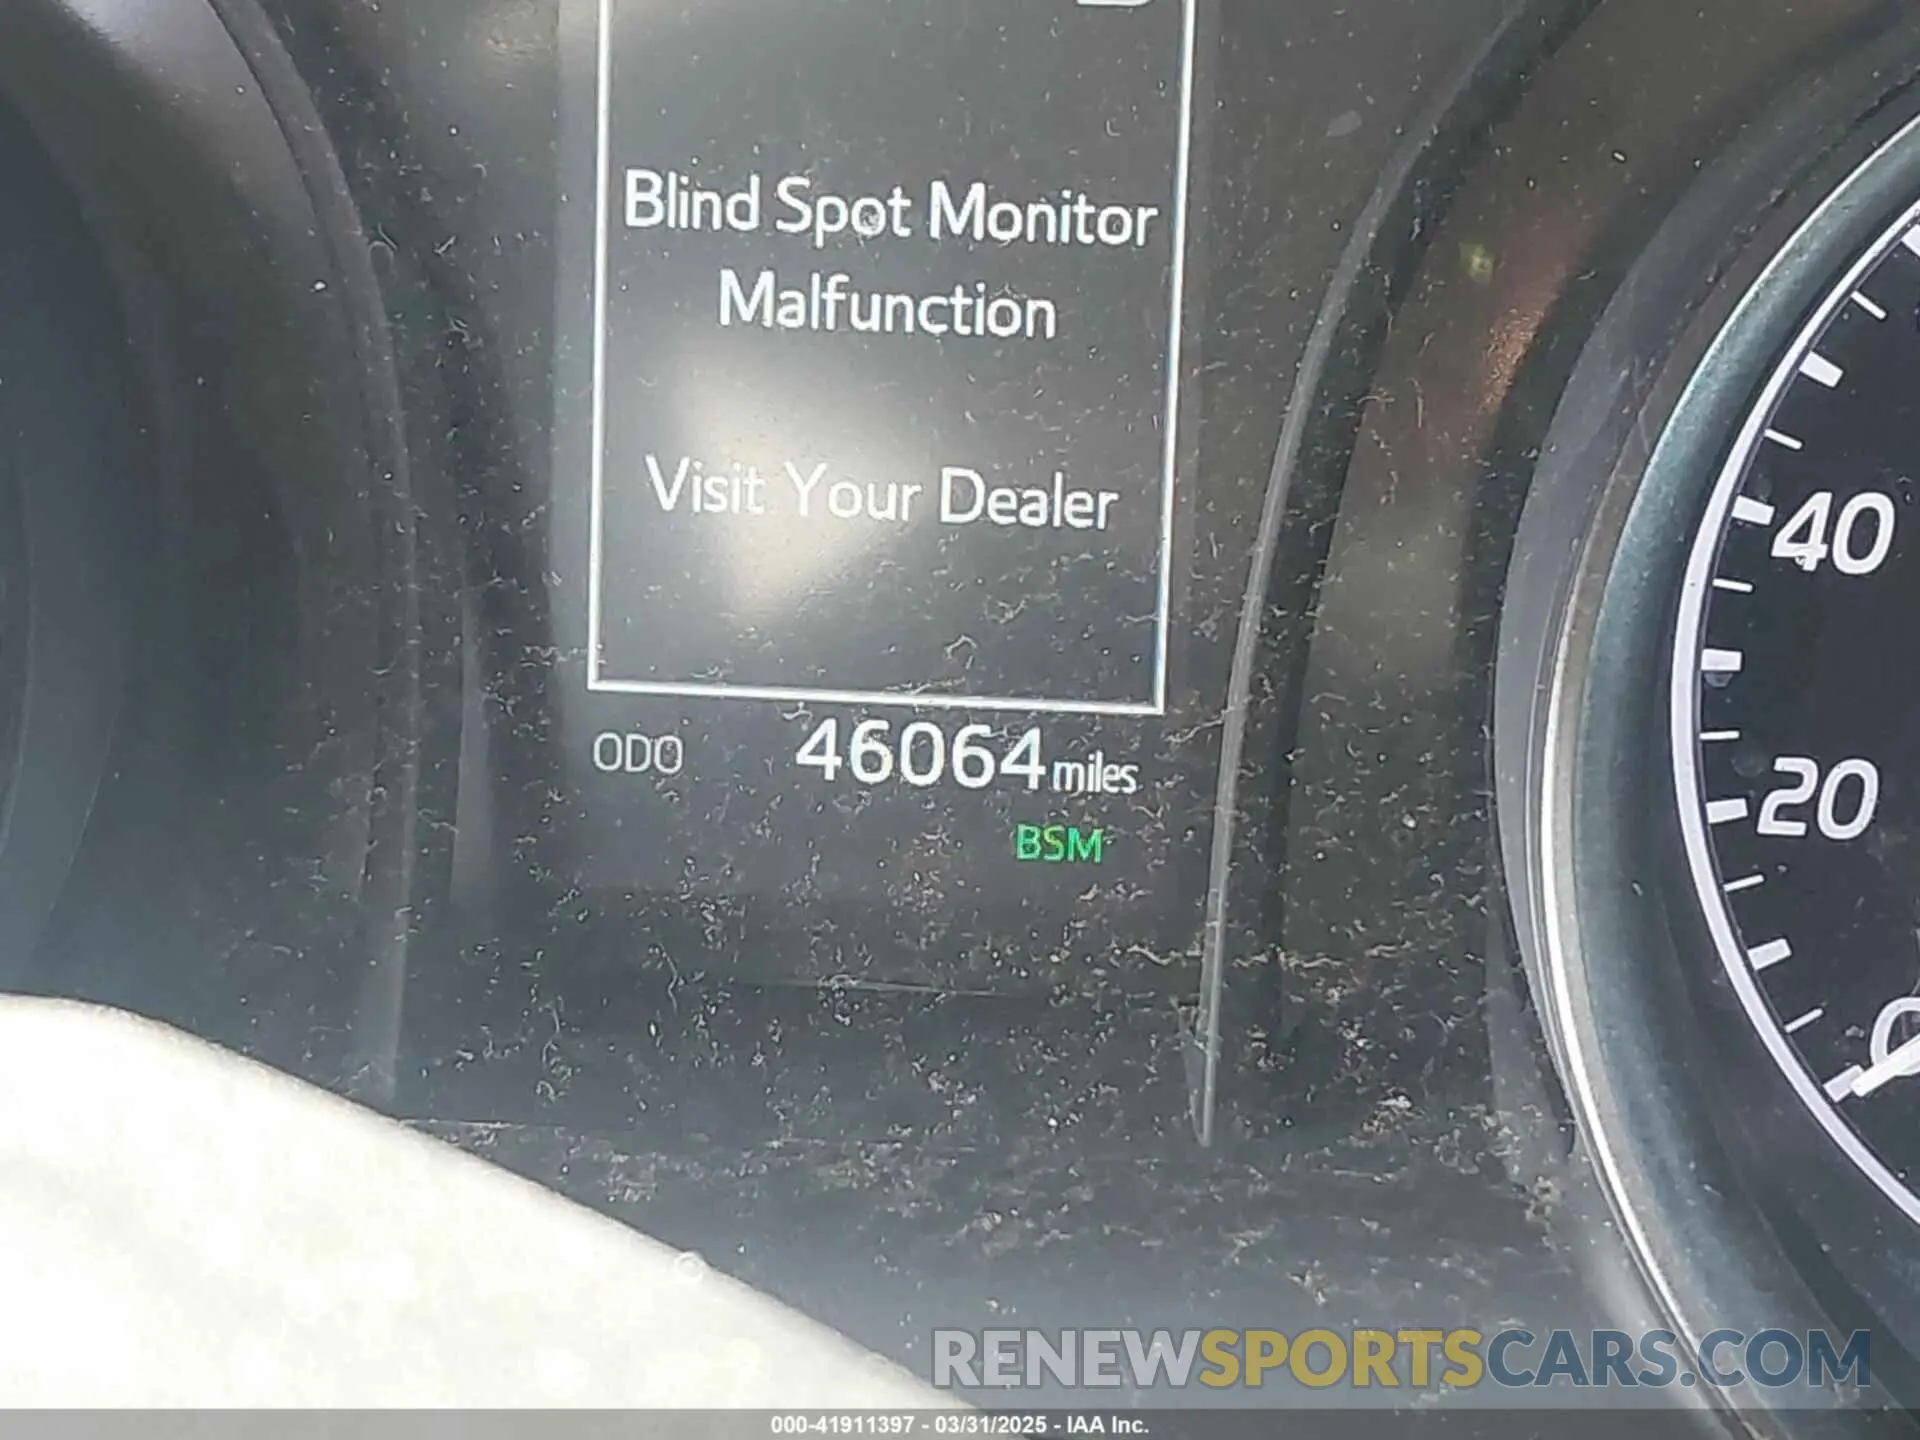 Blind Spot Monitor
Malfunction
Visit Your Dealer
ODO 46064 miles
BSM
40
20
0
RENEWSPORTSCARS.COM
000-41911397 - 03/31/2025 - IAA Inc.